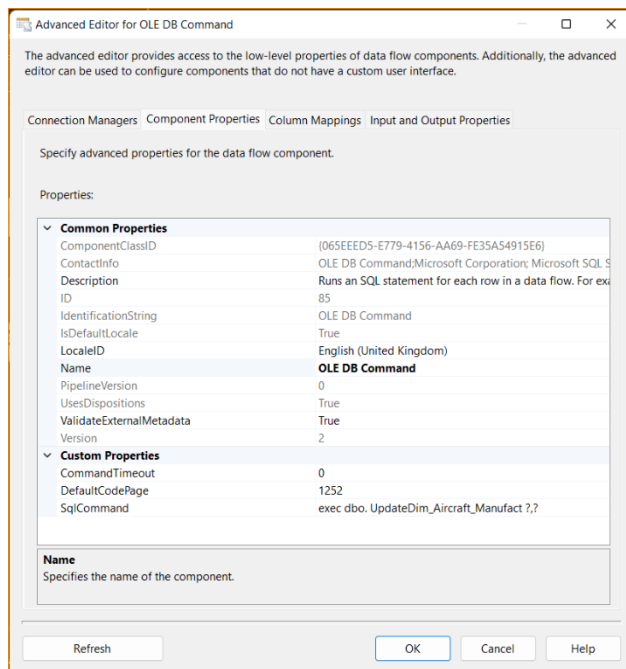 Advanced Editor for OLE DB Command
The advanced editor provides access to the low-level properties of data flow components. Additionally, the advanced
editor can be used to configure components that do not have a custom user interface.
Connection Managers Component Properties Column Mappings Input and Output Properties
Specify advanced properties for the data flow component.
Properties:
Common Properties
ComponentClassID {065EEED5-E779-4156-AA69-FE35A54915E6}
ContactInfo OLE DB Command;Microsoft Corporation; Microsoft SQL S
Description Runs an SQL statement for each row in a data flow. For exa
ID 85
IdentificationString OLE DB Command
IsDefaultLocale True
LocaleID English (United Kingdom)
Name OLE DB Command
PipelineVersion 0
UsesDispositions True
ValidateExternalMetadata True
Version 2
Custom Properties
CommandTimeout 0
DefaultCodePage 1252
SqlCommand exec dbo. UpdateDim_Aircraft_Manufact ?,?
Name
Specifies the name of the component.
Refresh OK Cancel Help